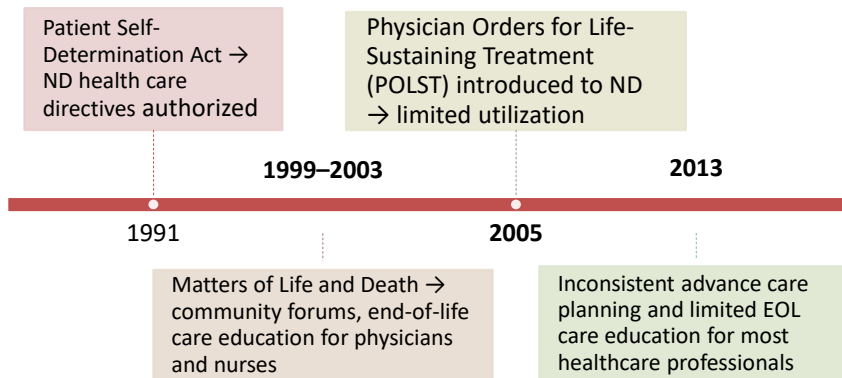 Patient Self-
Determination Act →
ND health care
directives authorized
Physician Orders for Life-
Sustaining Treatment
(POLST) introduced to ND
→ limited utilization
1999–2003
2013
1991
2005
Matters of Life and Death →
community forums, end-of-life
care education for physicians
and nurses
Inconsistent advance care
planning and limited EOL
care education for most
healthcare professionals